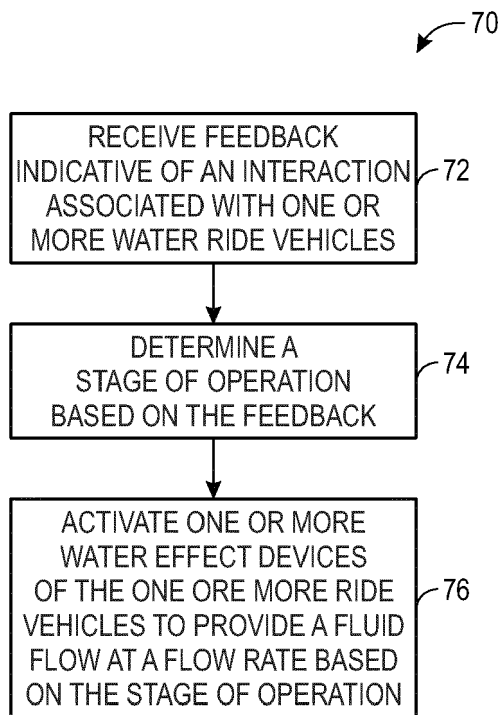 70
RECEIVE FEEDBACK
INDICATIVE OF AN INTERACTION
ASSOCIATED WITH ONE OR
MORE WATER RIDE VEHICLES
72
DETERMINE A
STAGE OF OPERATION
BASED ON THE FEEDBACK
74
ACTIVATE ONE OR MORE
WATER EFFECT DEVICES
OF THE ONE ORE MORE RIDE
VEHICLES TO PROVIDE A FLUID
FLOW AT A FLOW RATE BASED
ON THE STAGE OF OPERATION
76